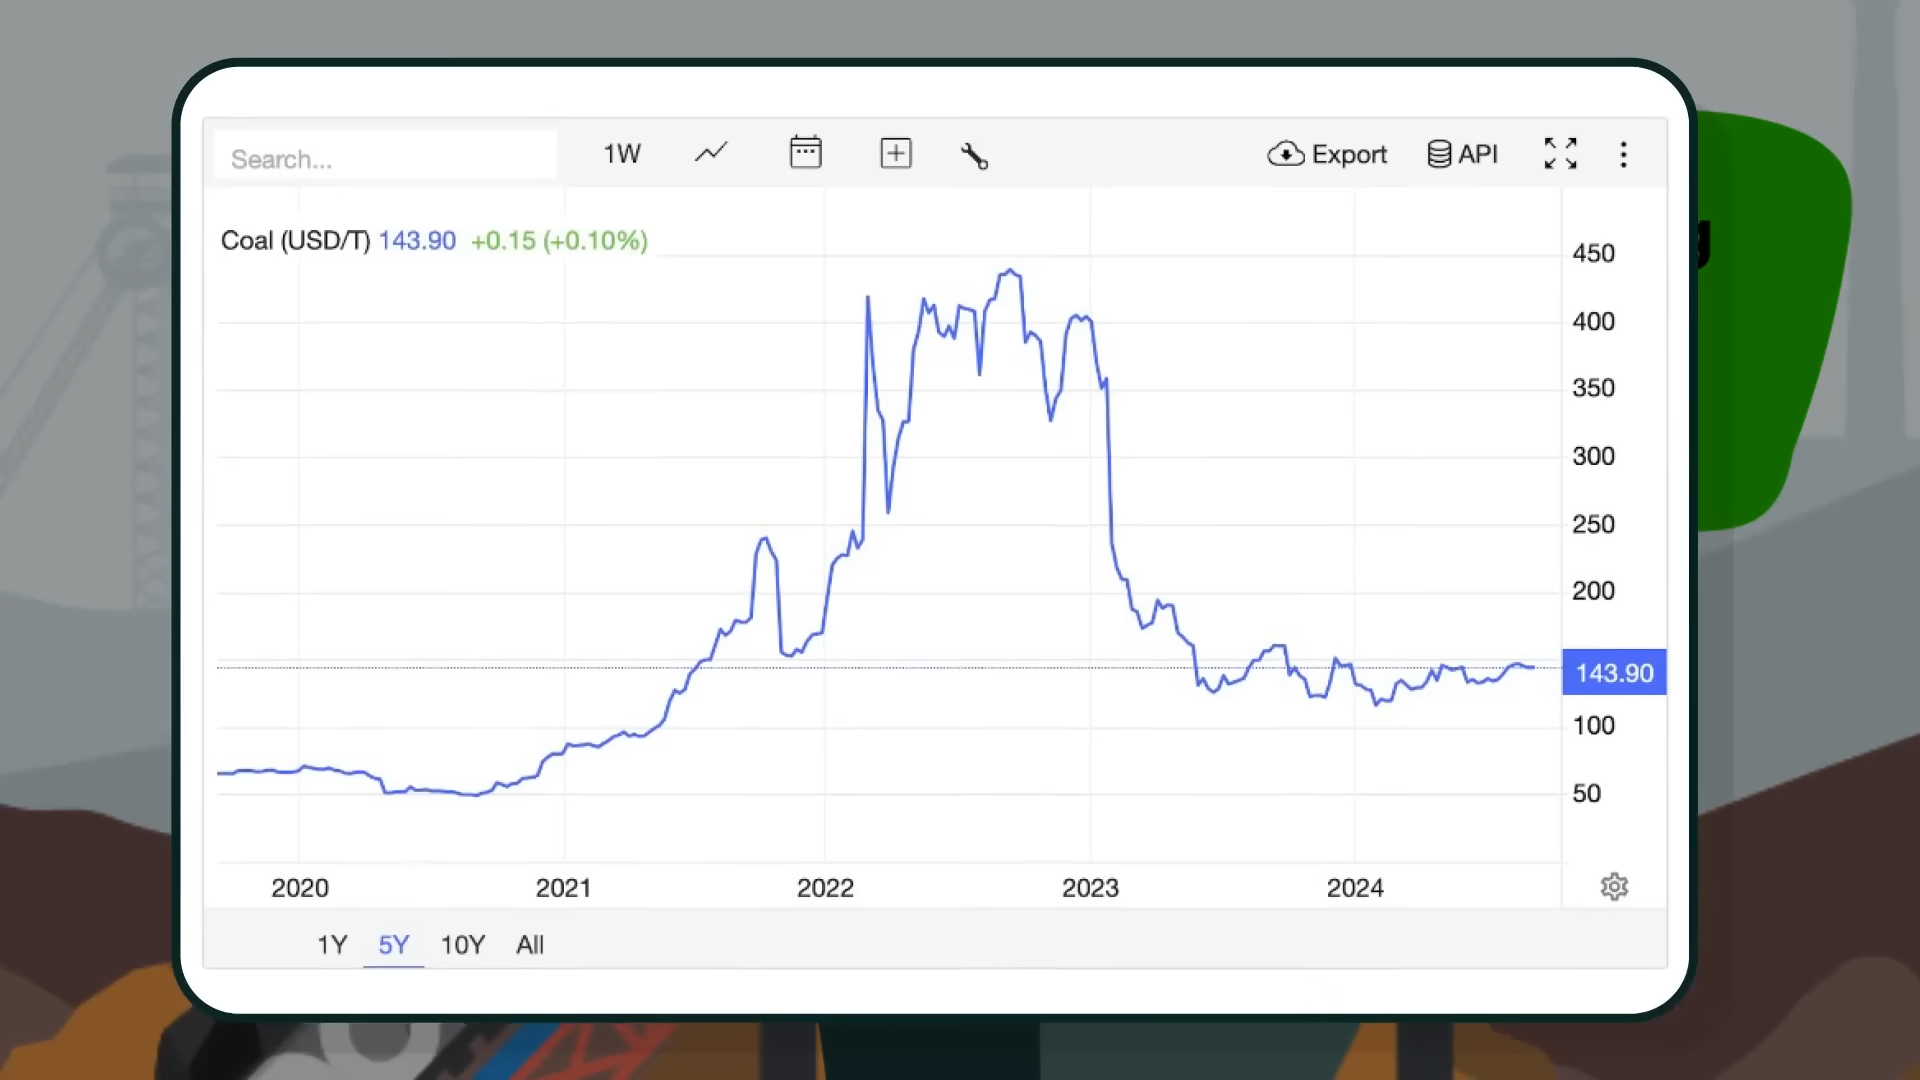 Search...
1W
Export
API
Coal (USD/T) 143.90 +0.15 (+0.10%)
450
400
350
300
250
200
143.90
100
50
2020 2021 2022 2023 2024
1Y 5Y 10Y All